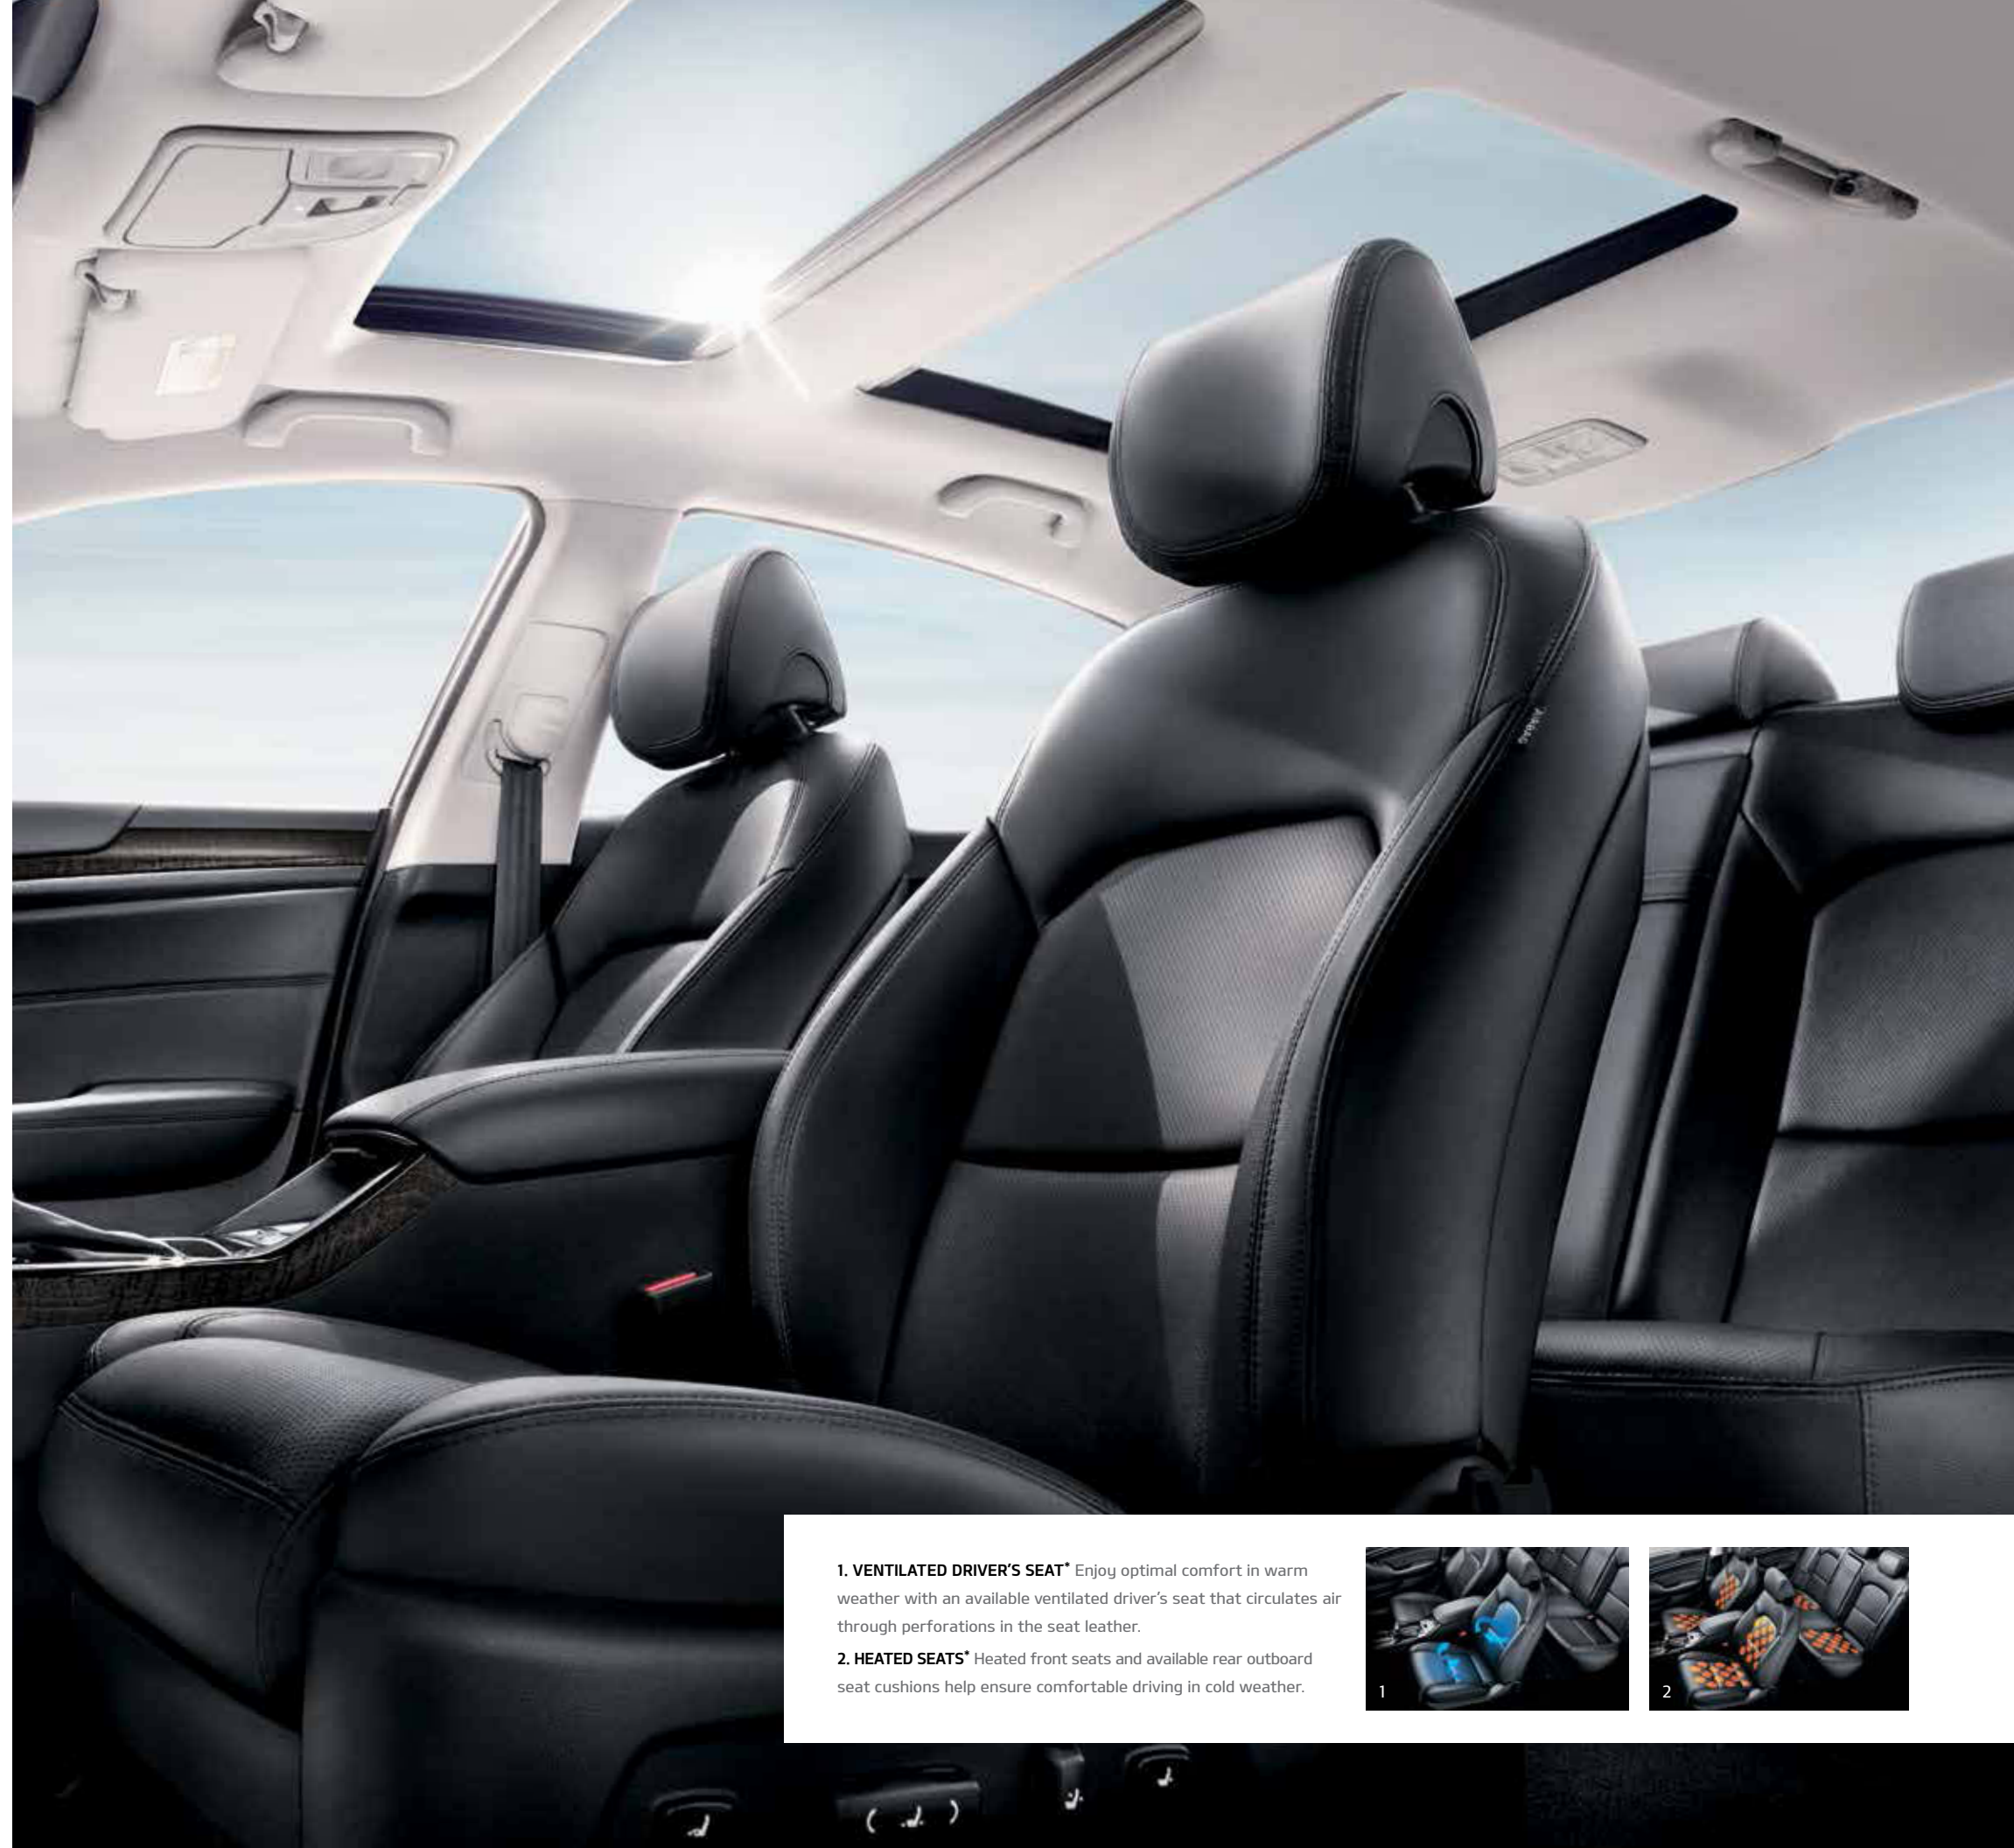 AIRBAG
1. VENTILATED DRIVER’S SEAT* Enjoy optimal comfort in warm
weather with an available ventilated driver’s seat that circulates air
through perforations in the seat leather.
2. HEATED SEATS* Heated front seats and available rear outboard
seat cushions help ensure comfortable driving in cold weather.
1
2